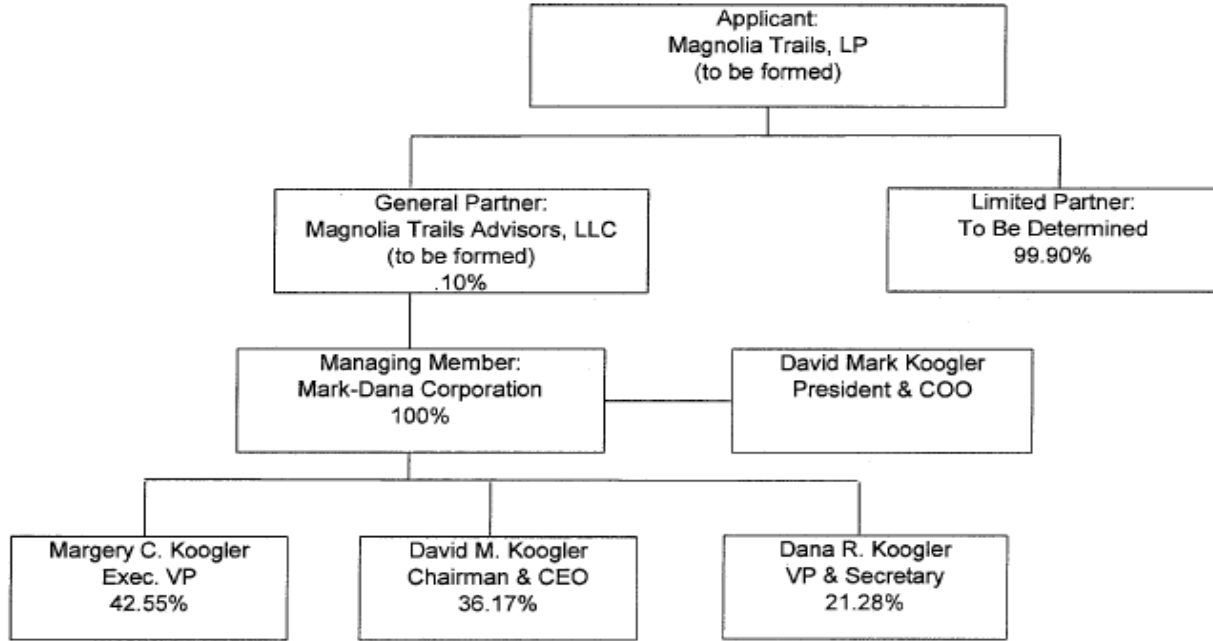 Applicant:
Magnolia Trails, LP
(to be formed)
General Partner:
Magnolia Trails Advisors, LLC
(to be formed)
.10%
Limited Partner:
To Be Determined
99.90%
Managing Member:
Mark-Dana Corporation
100%
David Mark Koogler
President & COO
Margery C. Koogler
Exec. VP
42.55%
David M. Koogler
Chairman & CEO
36.17%
Dana R. Koogler
VP & Secretary
21.28%